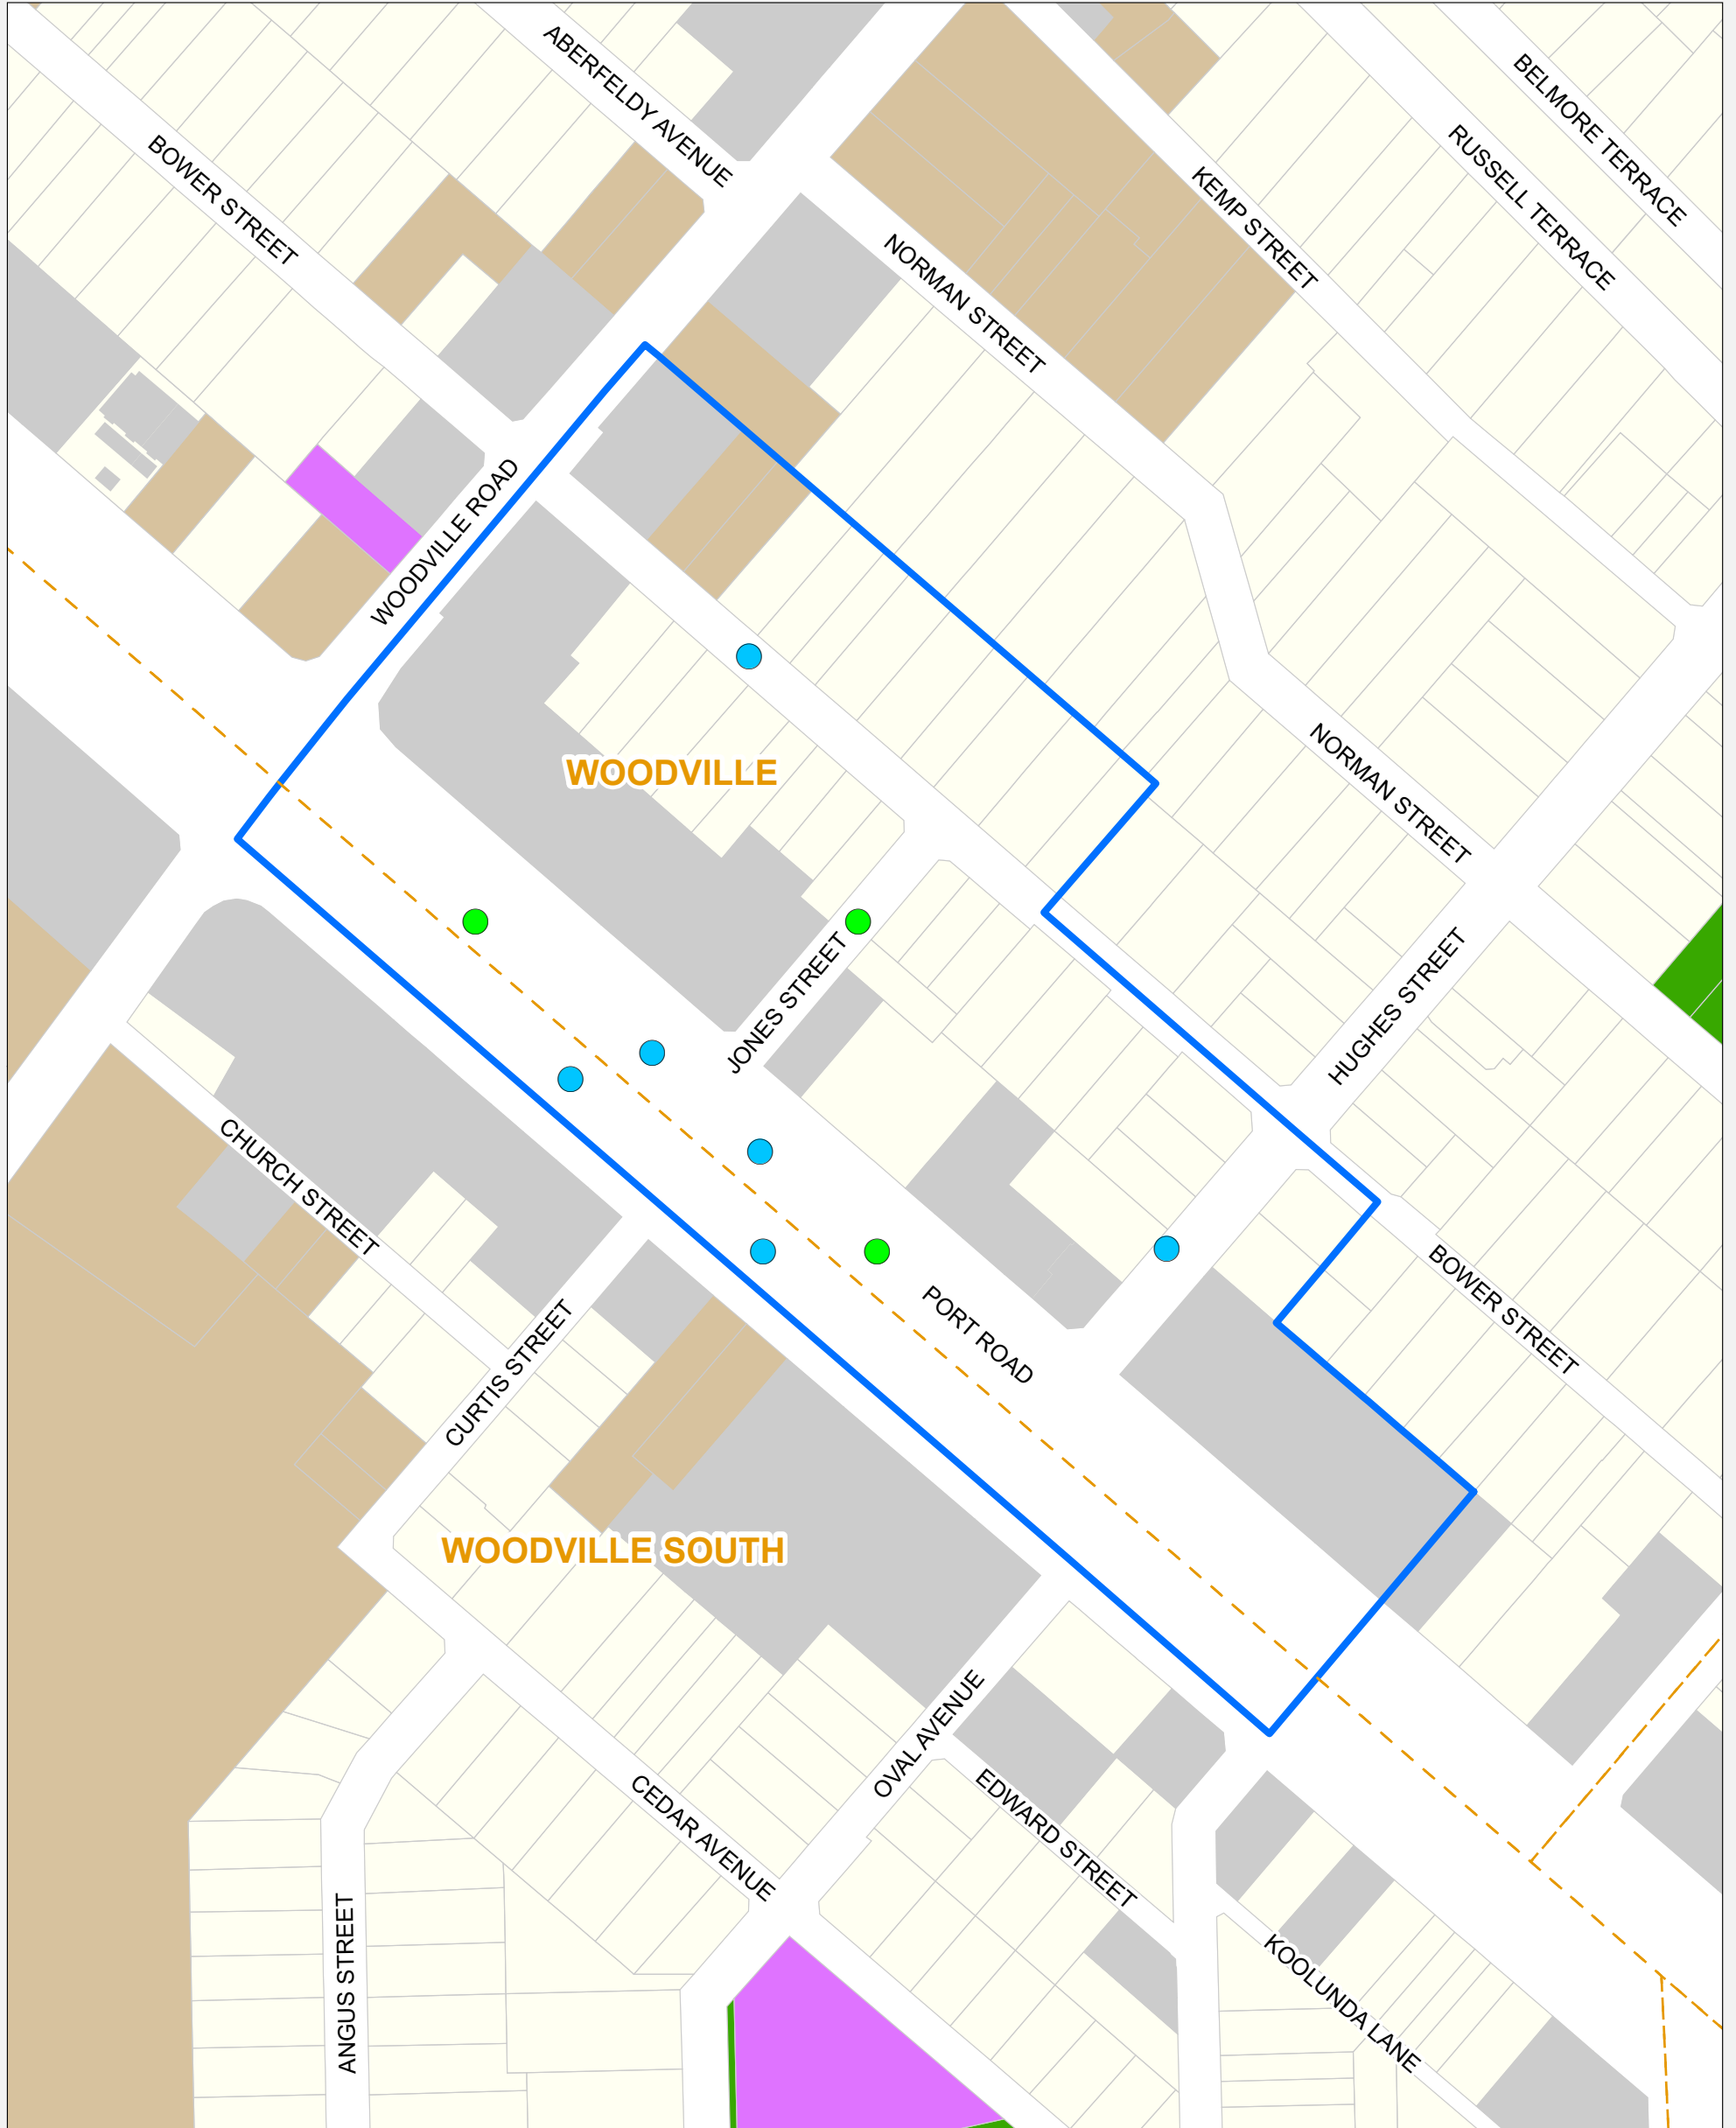 ABERFELDY AVENUE
BELMORE TERRACE
RUSSELL TERRACE
BOWER STREET
KEMP STREET
NORMAN STREET
WOODVILLE ROAD
WOODVILLE
NORMAN STREET
JONES STREET
HUGHES STREET
CHURCH STREET
PORT ROAD
BOWER STREET
CURTIS STREET
WOODVILLE SOUTH
OVAL AVENUE
CEDAR AVENUE
EDWARD STREET
ANGUS STREET
KOOLUNDA LANE